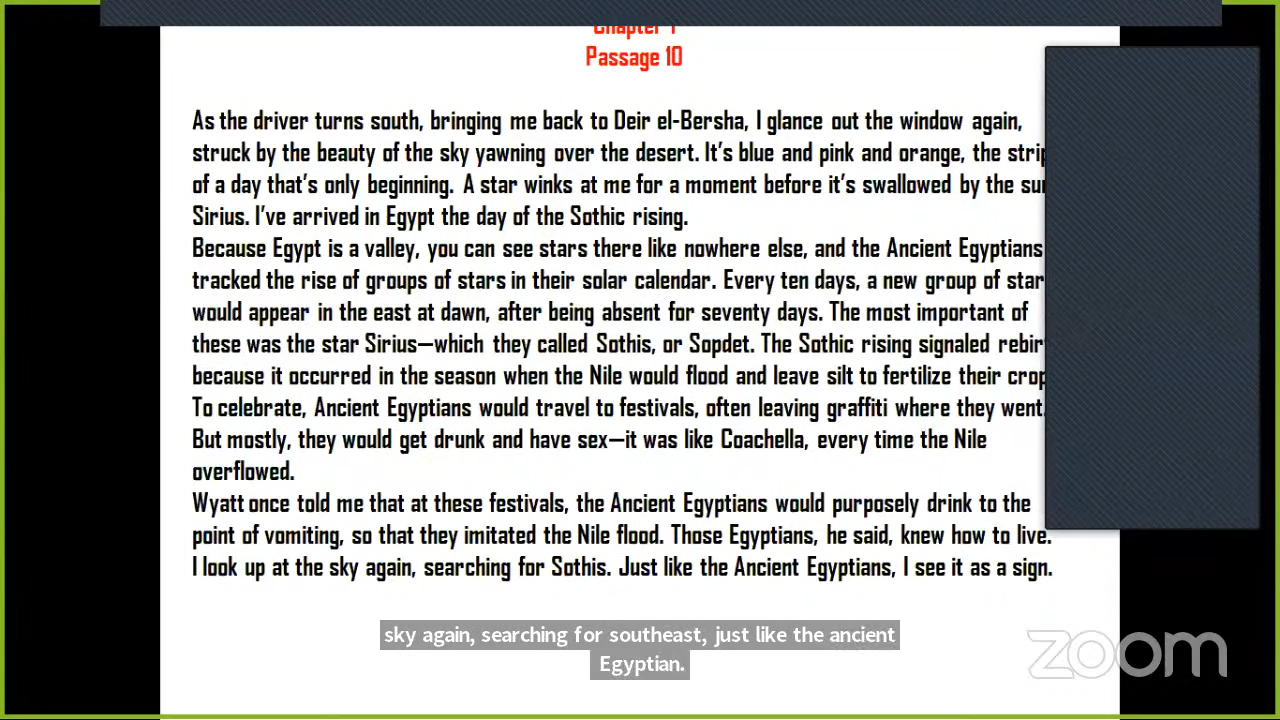 Chapter 1
Passage 10
As the driver turns south, bringing me back to Deir el-Bersha, I glance out the window again,
struck by the beauty of the sky yawning over the desert. It’s blue and pink and orange, the strip
of a day that’s only beginning. A star winks at me for a moment before it’s swallowed by the
Sirius. I’ve arrived in Egypt the day of the Sothic rising.
Because Egypt is a valley, you can see stars there like nowhere else, and the Ancient Egyptians
tracked the rise of groups of stars in their solar calendar. Every ten days, a new group of star
would appear in the east at dawn, after being absent for seventy days. The most important of
these was the star Sirius—which they called Sothis, or Sopdet. The Sothic rising signaled
because it occurred in the season when the Nile would flood and leave silt to fertilize their crop
To celebrate, Ancient Egyptians would travel to festivals, often leaving graffiti where they went.
But mostly, they would get drunk and have sex—it was like Coachella, every time the Nile
overflowed.
Wyatt once told me that at these festivals, the Ancient Egyptians would purposely drink to the
point of vomiting, so that they imitated the Nile flood. Those Egyptians, he said, knew how to live.
I look up at the sky again, searching for Sothis. Just like the Ancient Egyptians, I see it as a sign.
sky again, searching for southeast, just like the ancient
Egyptian.
zoom